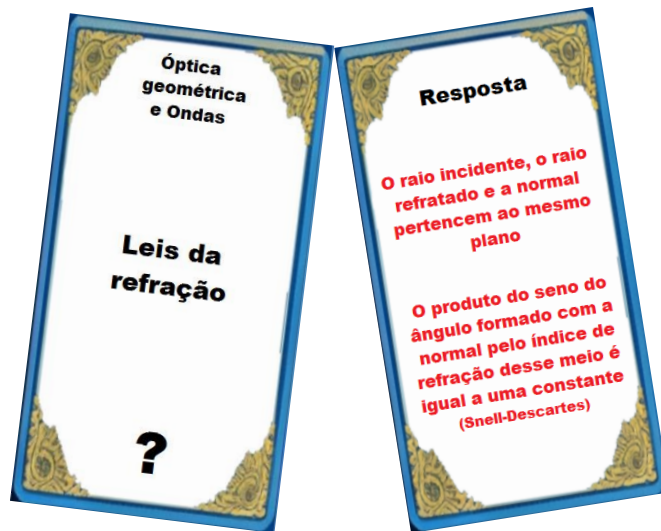 Óptica
geométrica
e Ondas
Leis da
refração
?
Resposta
O raio incidente, o raio
refratado e a normal
pertencem ao mesmo
plano
O produto do seno do
ângulo formado com a
normal pelo índice de
refração desse meio é
igual a uma constante
(Snell-Descartes)